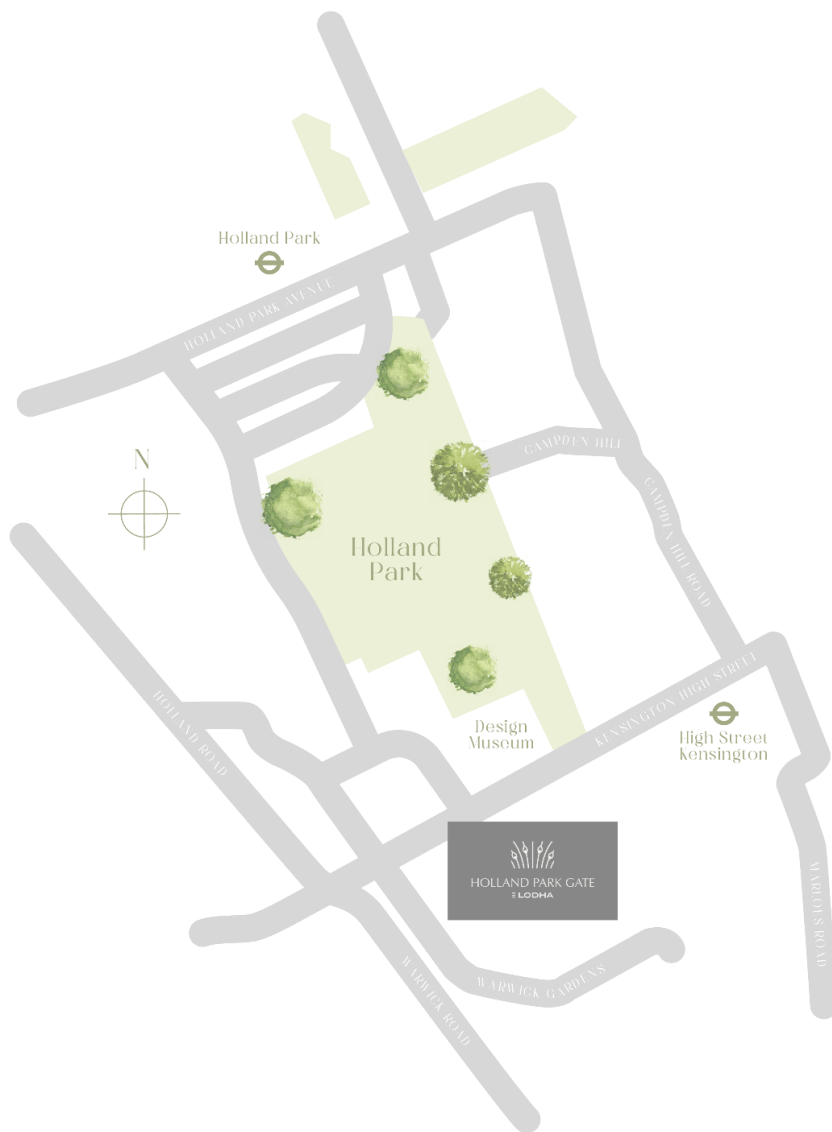 Holland Park
HOLLAND PARK AVENUE
CAMPDEN HILL
N
CAMPDEN HILL ROAD
Holland
Park
KENSINGTON HIGH STREET
HOLLAND ROAD
Design
Museum
High Street
Kensington
HOLLAND PARK GATE
BY LODHA
MARLOES ROAD
WARWICK ROAD
WARWICK GARDENS